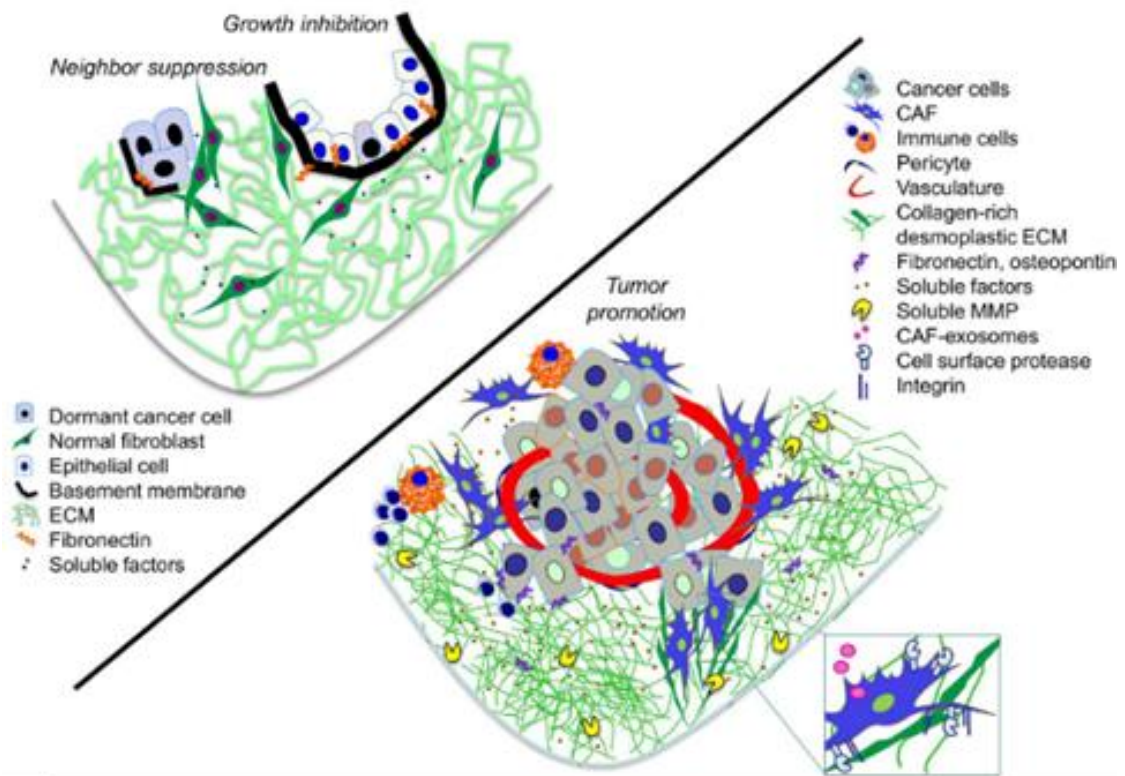 Growth inhibition
Neighbor suppression
Cancer cells
CAF
Immune cells
Pericyte
Vasculature
Collagen-rich
desmoplastic ECM
Fibronectin, osteopontin
Soluble factors
Soluble MMP
CAF-exosomes
Cell surface protease
Integrin
Tumor
promotion
Dormant cancer cell
Normal fibroblast
Epithelial cell
Basement membrane
ECM
Fibronectin
Soluble factors